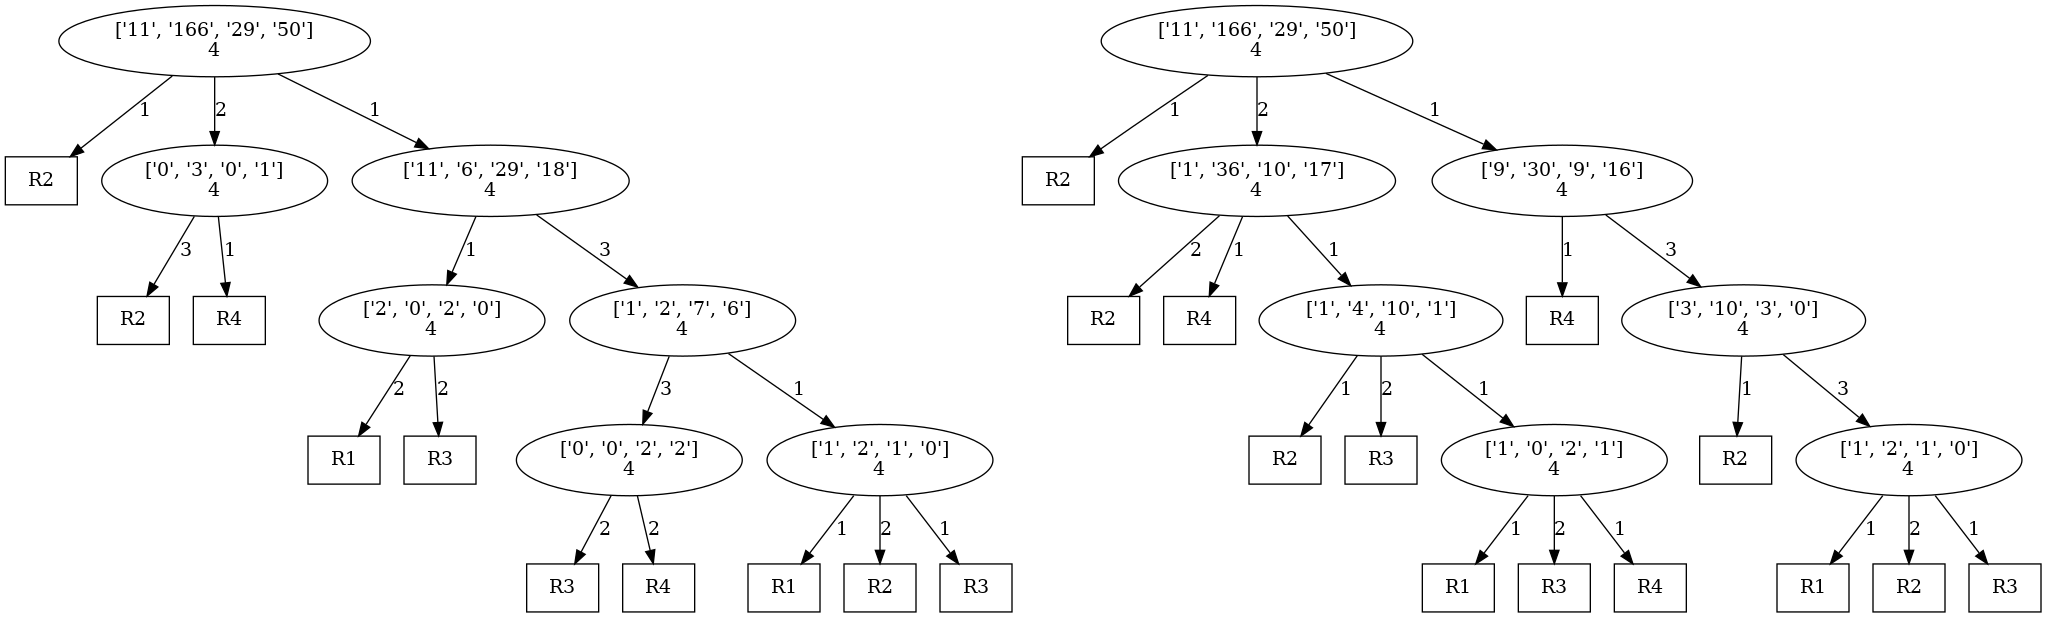 ['11', '166', '29', '50']
4
['11', '166', '29', '50']
4
1
2
1
1
2
1
R2
['0', '3', '0', '1']
4
['11', '6', '29', '18']
4
R2
['1', '36', '10', '17']
4
['9', '30', '9', '16']
4
3
1
1
3
2
1
1
1
3
R2
R4
['2', '0', '2', '0']
4
['1', '2', '7', '6']
4
R2
R4
['1', '4', '10', '1']
4
R4
['3', '10', '3', '0']
4
2
2
3
1
1
2
1
1
3
R1
R3
['0', '0', '2', '2']
4
['1', '2', '1', '0']
4
R2
R3
['1', '0', '2', '1']
4
R2
['1', '2', '1', '0']
4
2
2
1
2
1
1
2
1
1
2
1
R3
R4
R1
R2
R3
R1
R3
R4
R1
R2
R3